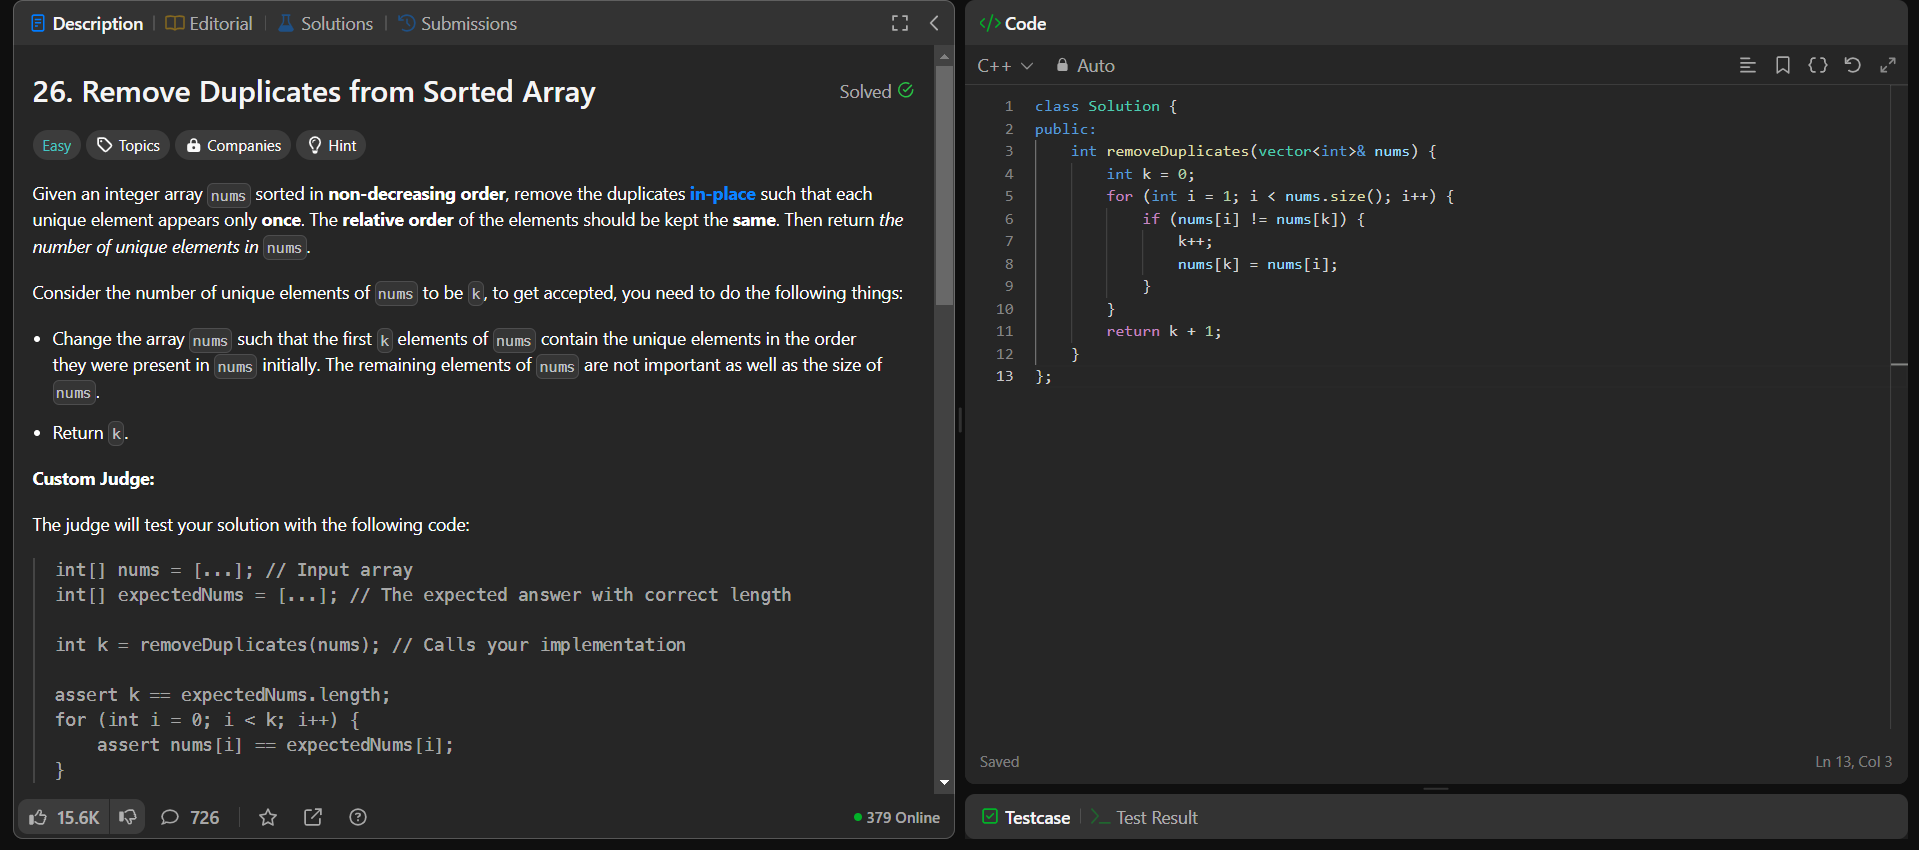 Description Editorial Solutions Submissions
26. Remove Duplicates from Sorted Array Solved
Easy Topics Companies Hint
Given an integer array nums sorted in non-decreasing order, remove the duplicates in-place such that each
unique element appears only once. The relative order of the elements should be kept the same. Then return the
number of unique elements in nums.
Consider the number of unique elements of nums to be k, to get accepted, you need to do the following things:
• Change the array nums such that the first k elements of nums contain the unique elements in the order
they were present in nums initially. The remaining elements of nums are not important as well as the size of
nums.
• Return k.
Custom Judge:
The judge will test your solution with the following code:
int[] nums = [...]; // Input array
int[] expectedNums = [...]; // The expected answer with correct length
int k = removeDuplicates(nums); // Calls your implementation
assert k == expectedNums.length;
for (int i = 0; i < k; i++) {
    assert nums[i] == expectedNums[i];
}
15.6K 726 379 Online
</> Code
C++ Auto
1 class Solution {
2 public:
3     int removeDuplicates(vector<int>& nums) {
4         int k = 0;
5         for (int i = 1; i < nums.size(); i++) {
6             if (nums[i] != nums[k]) {
7                 k++;
8                 nums[k] = nums[i];
9             }
10         }
11         return k + 1;
12     }
13 };
Saved Ln 13, Col 3
Testcase >_ Test Result